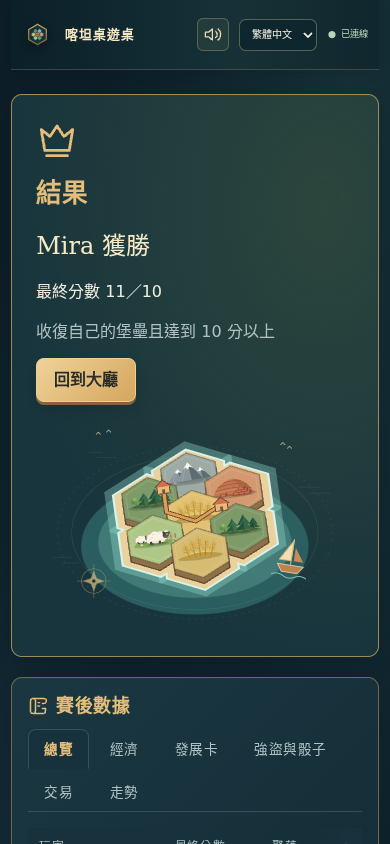 喀坦桌遊桌
繁體中文
已連線
結果
Mira 獲勝
最終分數 11／10
收復自己的堡壘且達到 10 分以上
回到大廳
賽後數據
總覽 經濟 發展卡 強盜與骰子
交易 走勢